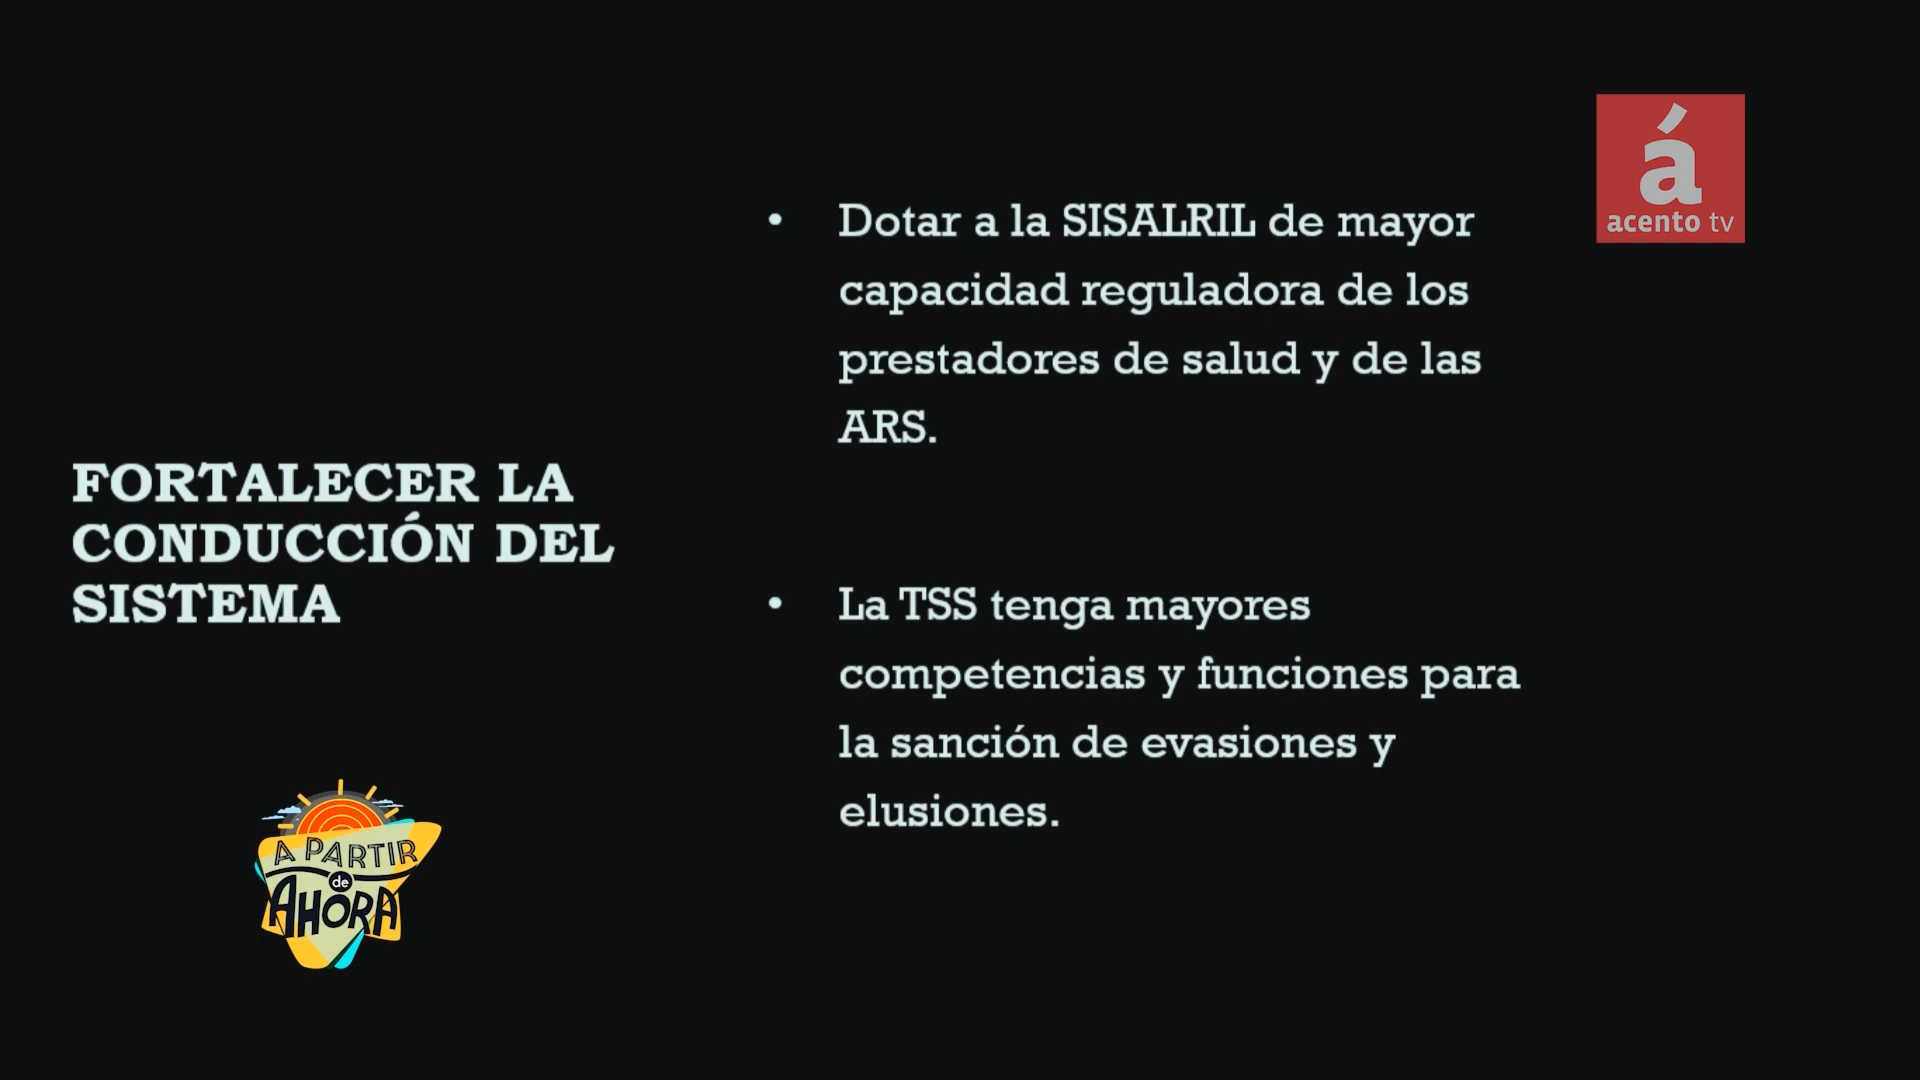 á
acento tv
• Dotar a la SISALRIL de mayor
capacidad reguladora de los
prestadores de salud y de las
ARS.
FORTALECER LA
CONDUCCIÓN DEL
SISTEMA
• La TSS tenga mayores
competencias y funciones para
la sanción de evasiones y
elusiones.
A PARTIR
de
AHORA